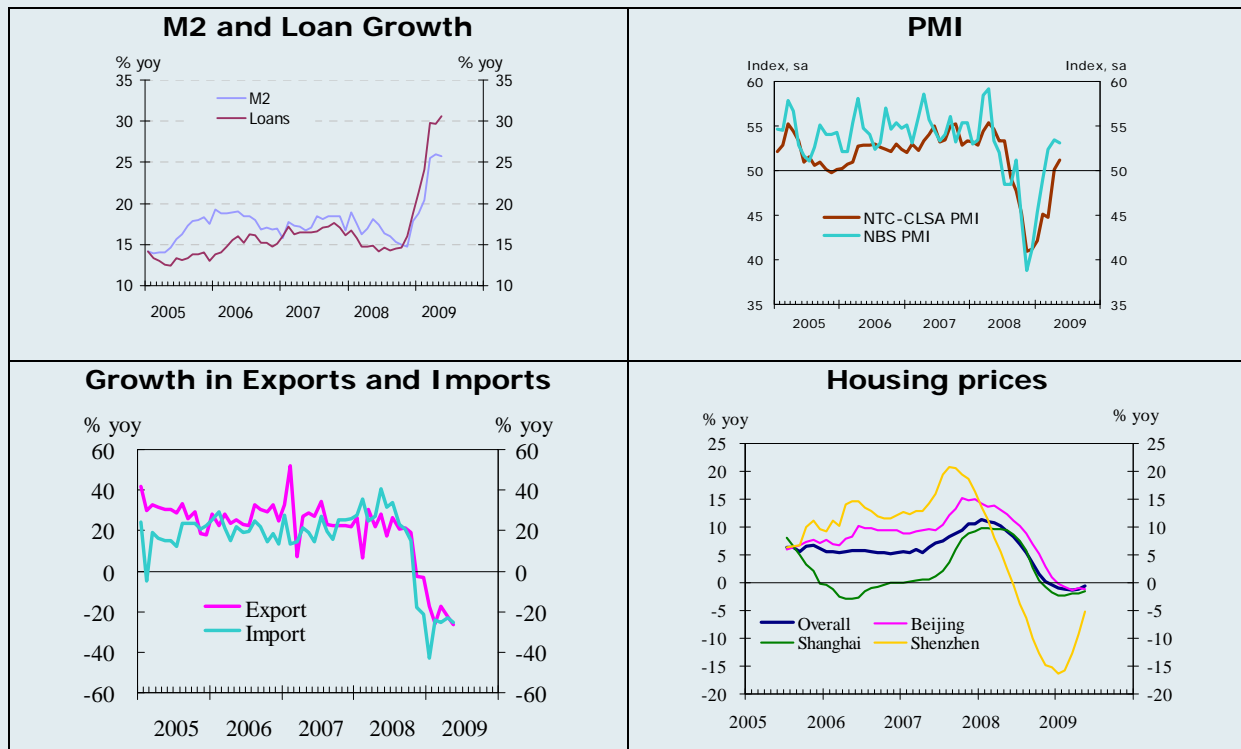 M2 and Loan Growth
% yoy % yoy
35 35
M2
Loans
30 30
25 25
20 20
15 15
10 10
2005 2006 2007 2008 2009
PMI
Index, sa Index, sa
60 60
55 55
50 50
NTC-CLSA PMI
NBS PMI
45 45
40 40
35 35
2005 2006 2007 2008 2009
Growth in Exports and Imports
% yoy % yoy
60 60
40 40
20 20
0 0
Export
-20 -20
Import
-40 -40
-60 -60
2005 2006 2007 2008 2009
Housing prices
% yoy % yoy
25 25
20 20
15 15
10 10
5 5
0 0
-5 -5
Overall Beijing
Shanghai Shenzhen
-10 -10
-15 -15
-20 -20
2005 2006 2007 2008 2009